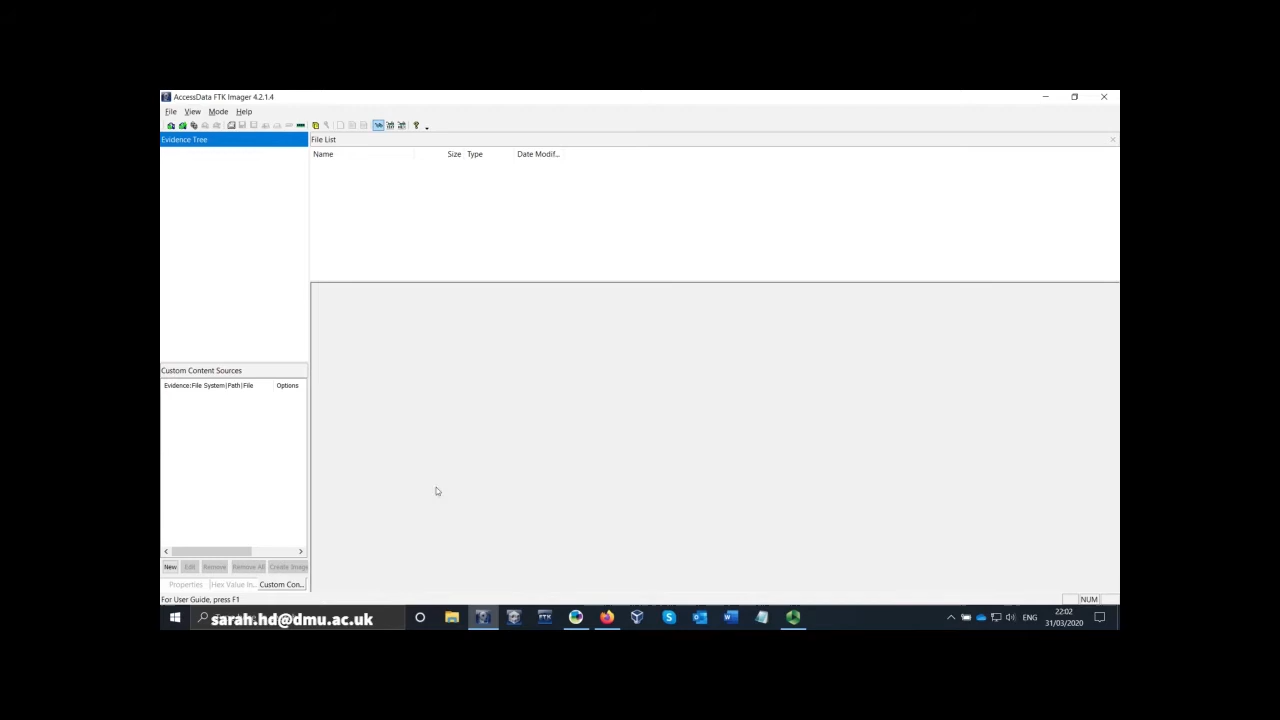 AccessData FTK Imager 4.2.1.4
File View Mode Help
Evidence Tree
File List
Name Size Type Date Modif...
Custom Content Sources
Evidence:File System|Path|File Options
New Edit Remove Remove All Create Image
Properties Hex Value In... Custom Con...
For User Guide, press F1
NUM
sarah.hd@dmu.ac.uk
FTK
ENG
22:02
31/03/2020